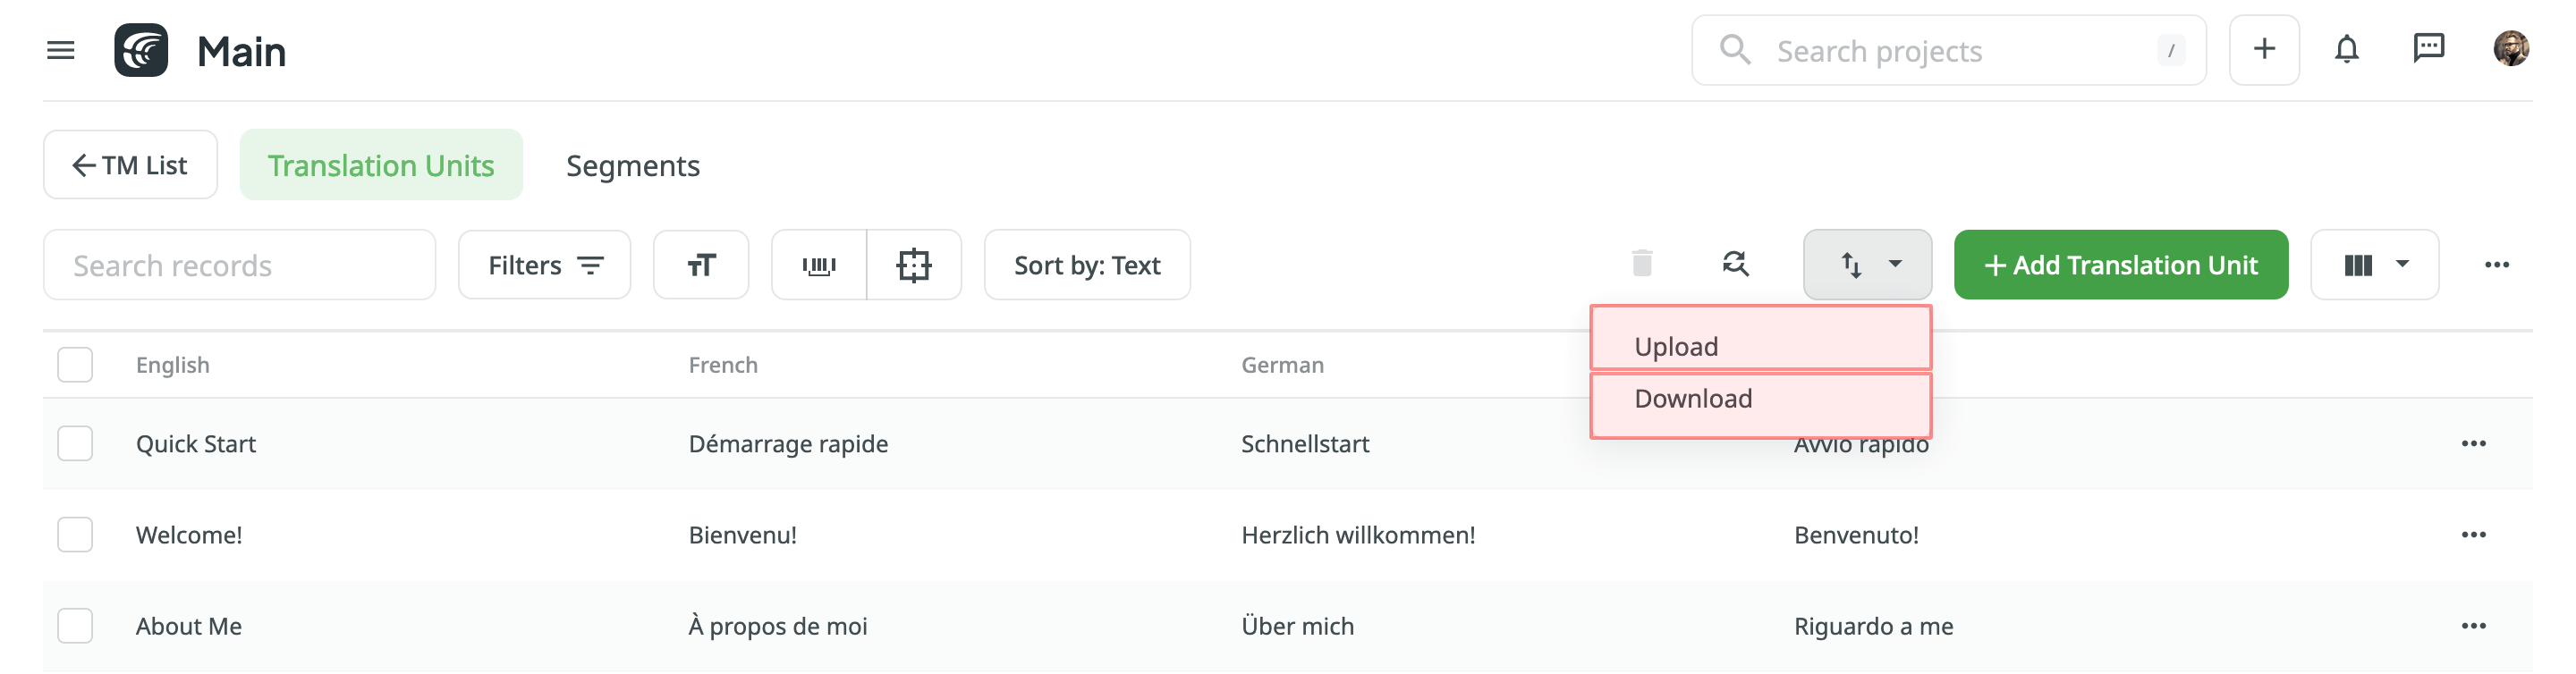 Main
Search projects /
TM List Translation Units Segments
Search records Filters Sort by: Text + Add Translation Unit
Upload
Download
English French German
Quick Start Démarrage rapide Schnellstart Avvio rapido
Welcome! Bienvenu! Herzlich willkommen! Benvenuto!
About Me À propos de moi Über mich Riguardo a me